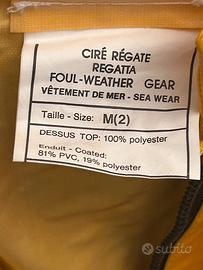 CIRÉ RÉGATE
REGATTA
FOUL-WEATHER GEAR
VÊTEMENT DE MER - SEA WEAR
Taille - Size: M(2)
DESSUS TOP: 100% polyester
Enduit - Coated:
81% PVC, 19% polyester
subito